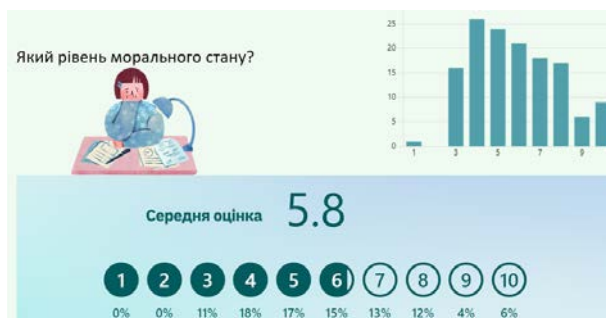 Який рівень морального стану?
25
20
15
10
5
0
1 3 5 7 9
Середня оцінка 5.8
1 2 3 4 5 6 7 8 9 10
0% 0% 11% 18% 17% 15% 13% 12% 4% 6%